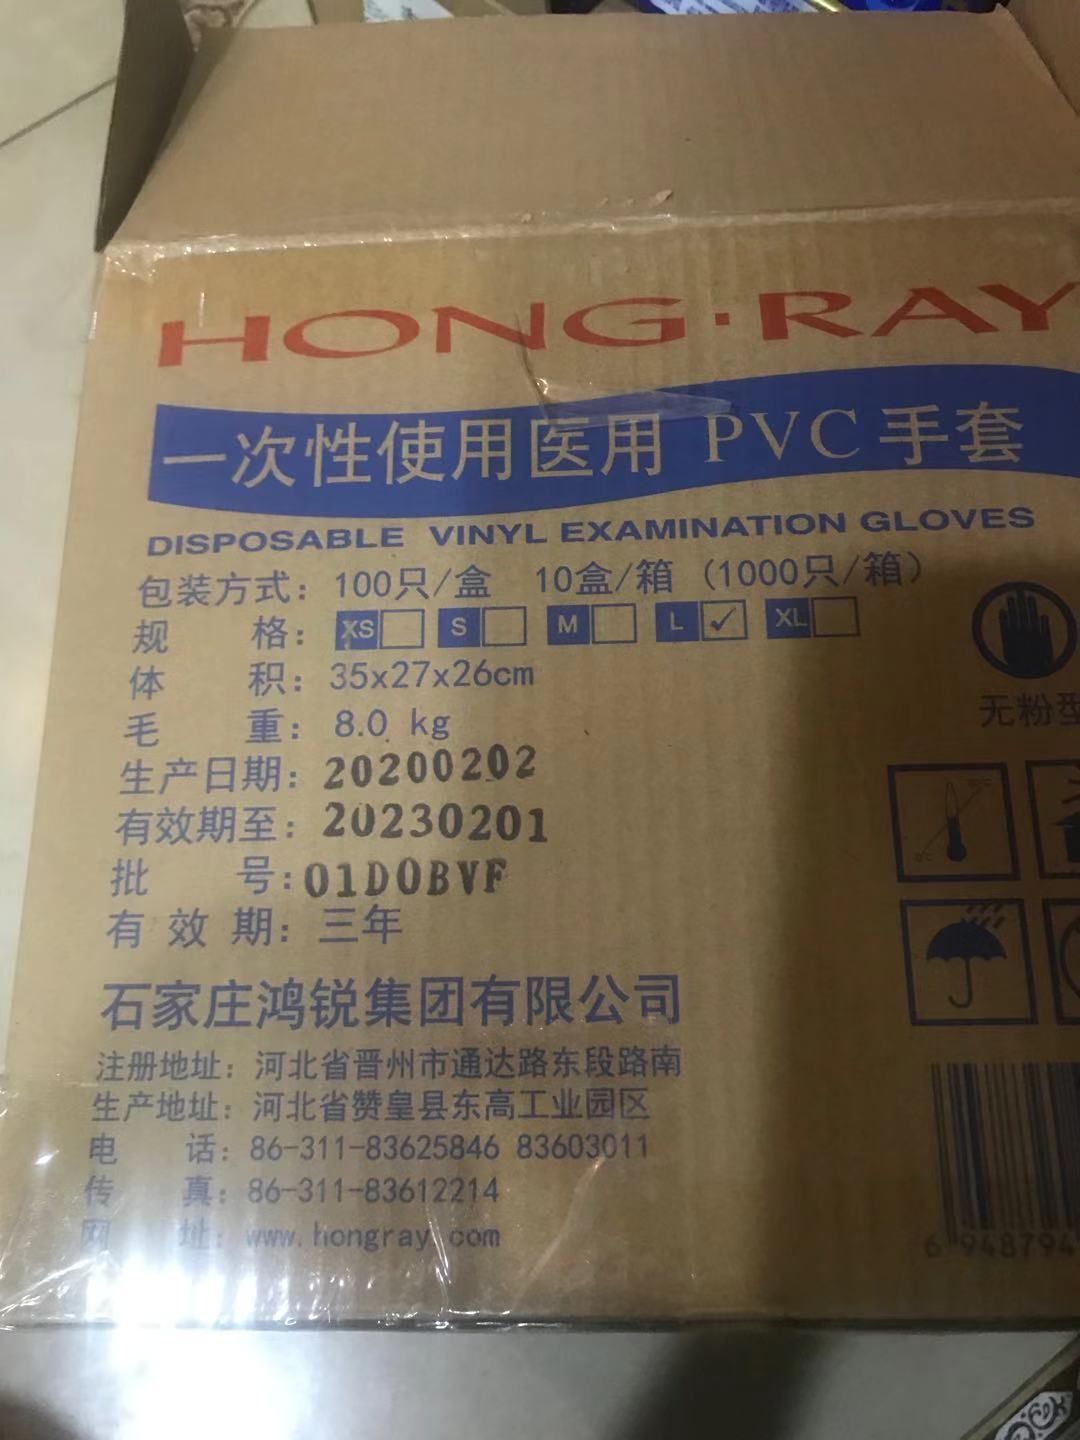 HONG·RAY
一次性使用医用 PVC 手套
DISPOSABLE VINYL EXAMINATION GLOVES
包装方式：100只/盒 10盒/箱 (1000只/箱)
规 格： XS S M L ✓ XL
体 积：35x27x26cm
毛 重：8.0 kg
生产日期：20200202
有效期至：20230201
批 号：01D0BVF
有 效 期：三年
无粉型
石家庄鸿锐集团有限公司
注册地址：河北省晋州市通达路东段路南
生产地址：河北省赞皇县东高工业园区
电 话：86-311-83625846 83603011
传 真：86-311-83612214
网 址：www.hongray.com
6 948794